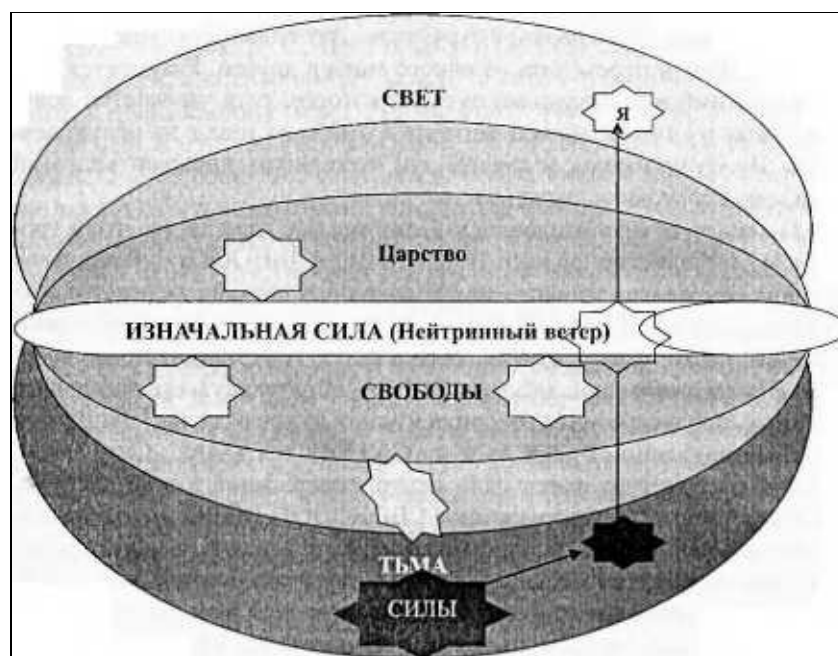 СВЕТ
Я
Царство
ИЗНАЧАЛЬНАЯ СИЛА (Нейтринный ветер)
СВОБОДЫ
ТЬМА
СИЛЫ